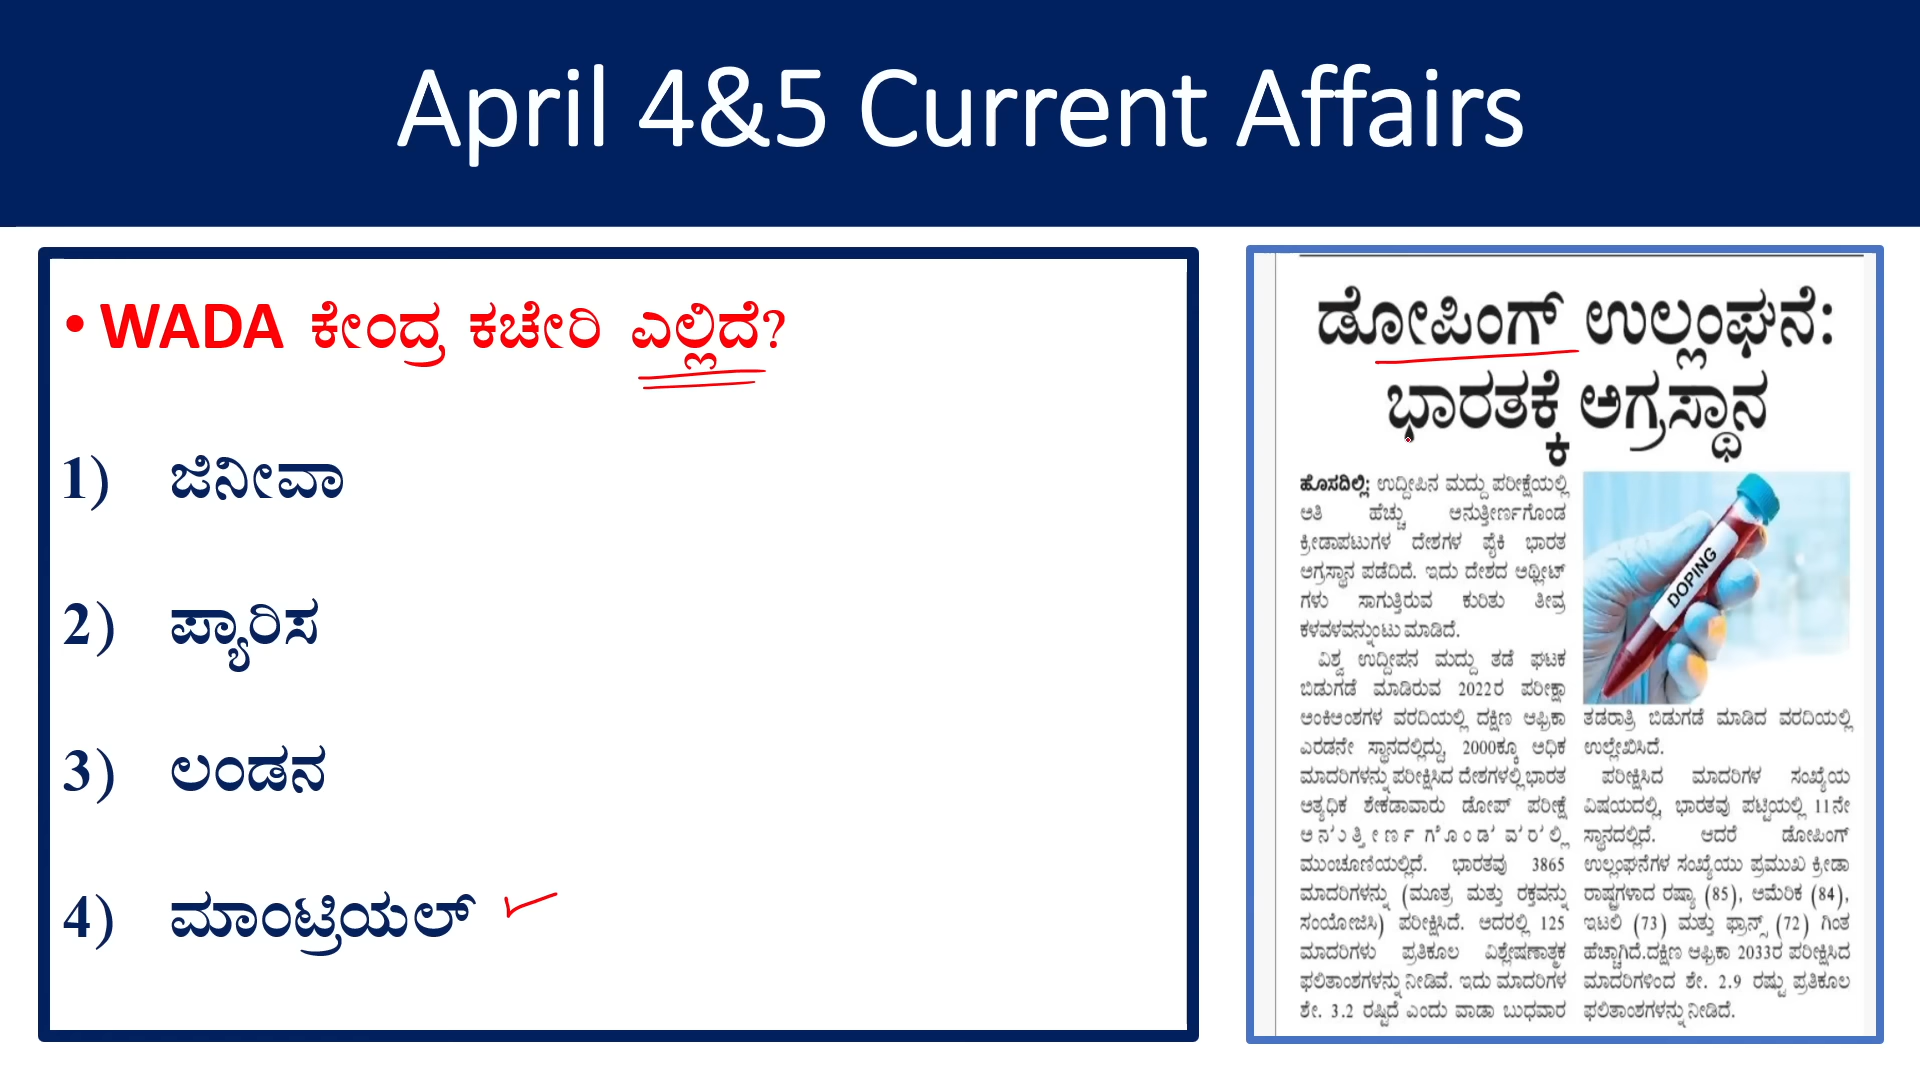 April 4&5 Current Affairs
• WADA ಕೇಂದ್ರ ಕಚೇರಿ ಎಲ್ಲಿದೆ?
1) ಜಿನೀವಾ
2) ಪ್ಯಾರಿಸ
3) ಲಂಡನ
4) ಮಾಂಟ್ರಿಯಲ್
ಡೋಪಿಂಗ್ ಉಲ್ಲಂಘನೆ:
ಭಾರತಕ್ಕೆ ಅಗ್ರಸ್ಥಾನ
ಹೊಸದಿಲ್ಲಿ: ಉದ್ದೀಪಿನ ಮದ್ದು ಪರೀಕ್ಷೆಯಲ್ಲಿ
ಅತಿ ಹೆಚ್ಚು ಅನುತ್ತೀರ್ಣಗೊಂಡ
ಕ್ರೀಡಾಪಟುಗಳ ದೇಶಗಳ ಪೈಕಿ ಭಾರತ
ಅಗ್ರಸ್ಥಾನ ಪಡೆದಿದೆ. ಇದು ದೇಶದ ಅಥ್ಲೀಟ್
ಗಳು ಸಾಗುತ್ತಿರುವ ಕುರಿತು ತೀವ್ರ
ಕಳವಳವನ್ನುಂಟು ಮಾಡಿದೆ.
ವಿಶ್ವ ಉದ್ದೀಪನ ಮದ್ದು ತಡೆ ಘಟಕ
ಬಿಡುಗಡೆ ಮಾಡಿರುವ 2022ರ ಪರೀಕ್ಷಾ
ಅಂಕಿಅಂಶಗಳ ವರದಿಯಲ್ಲಿ ದಕ್ಷಿಣ ಆಫ್ರಿಕಾ
ಎರಡನೇ ಸ್ಥಾನದಲ್ಲಿದ್ದು, 2000ಕ್ಕೂ ಅಧಿಕ
ಮಾದರಿಗಳನ್ನು ಪರೀಕ್ಷಿಸಿದ ದೇಶಗಳಲ್ಲಿ ಭಾರತ
ಅತ್ಯಧಿಕ ಶೇಕಡಾವಾರು ಡೋಪ್ ಪರೀಕ್ಷೆ
ಅನುತ್ತೀರ್ಣಗೊಂಡವರಲ್ಲಿ
ಮುಂಚೂಣಿಯಲ್ಲಿದೆ. ಭಾರತವು 3865
ಮಾದರಿಗಳನ್ನು (ಮೂತ್ರ ಮತ್ತು ರಕ್ತವನ್ನು
ಸಂಯೋಜಿಸಿ) ಪರೀಕ್ಷಿಸಿದೆ. ಅದರಲ್ಲಿ 125
ಮಾದರಿಗಳು ಪ್ರತಿಕೂಲ ವಿಶ್ಲೇಷಣಾತ್ಮಕ
ಫಲಿತಾಂಶಗಳನ್ನು ನೀಡಿವೆ. ಇದು ಮಾದರಿಗಳ
ಶೇ. 3.2 ರಷ್ಟಿದೆ ಎಂದು ವಾಡಾ ಬುಧವಾರ
DOPING
ತಡರಾತ್ರಿ ಬಿಡುಗಡೆ ಮಾಡಿದ ವರದಿಯಲ್ಲಿ
ಉಲ್ಲೇಖಿಸಿದೆ.
ಪರೀಕ್ಷಿಸಿದ ಮಾದರಿಗಳ ಸಂಖ್ಯೆಯ
ವಿಷಯದಲ್ಲಿ, ಭಾರತವು ಪಟ್ಟಿಯಲ್ಲಿ 11ನೇ
ಸ್ಥಾನದಲ್ಲಿದೆ. ಆದರೆ ಡೋಪಿಂಗ್
ಉಲ್ಲಂಘನೆಗಳ ಸಂಖ್ಯೆಯು ಪ್ರಮುಖ ಕ್ರೀಡಾ
ರಾಷ್ಟ್ರಗಳಾದ ರಷ್ಯಾ (85), ಅಮೆರಿಕ (84),
ಇಟಲಿ (73) ಮತ್ತು ಫ್ರಾನ್ಸ್ (72) ಗಿಂತ
ಹೆಚ್ಚಾಗಿದೆ.ದಕ್ಷಿಣ ಆಫ್ರಿಕಾ 2033ರ ಪರೀಕ್ಷಿಸಿದ
ಮಾದರಿಗಳಿಂದ ಶೇ. 2.9 ರಷ್ಟು ಪ್ರತಿಕೂಲ
ಫಲಿತಾಂಶಗಳನ್ನು ನೀಡಿದೆ.